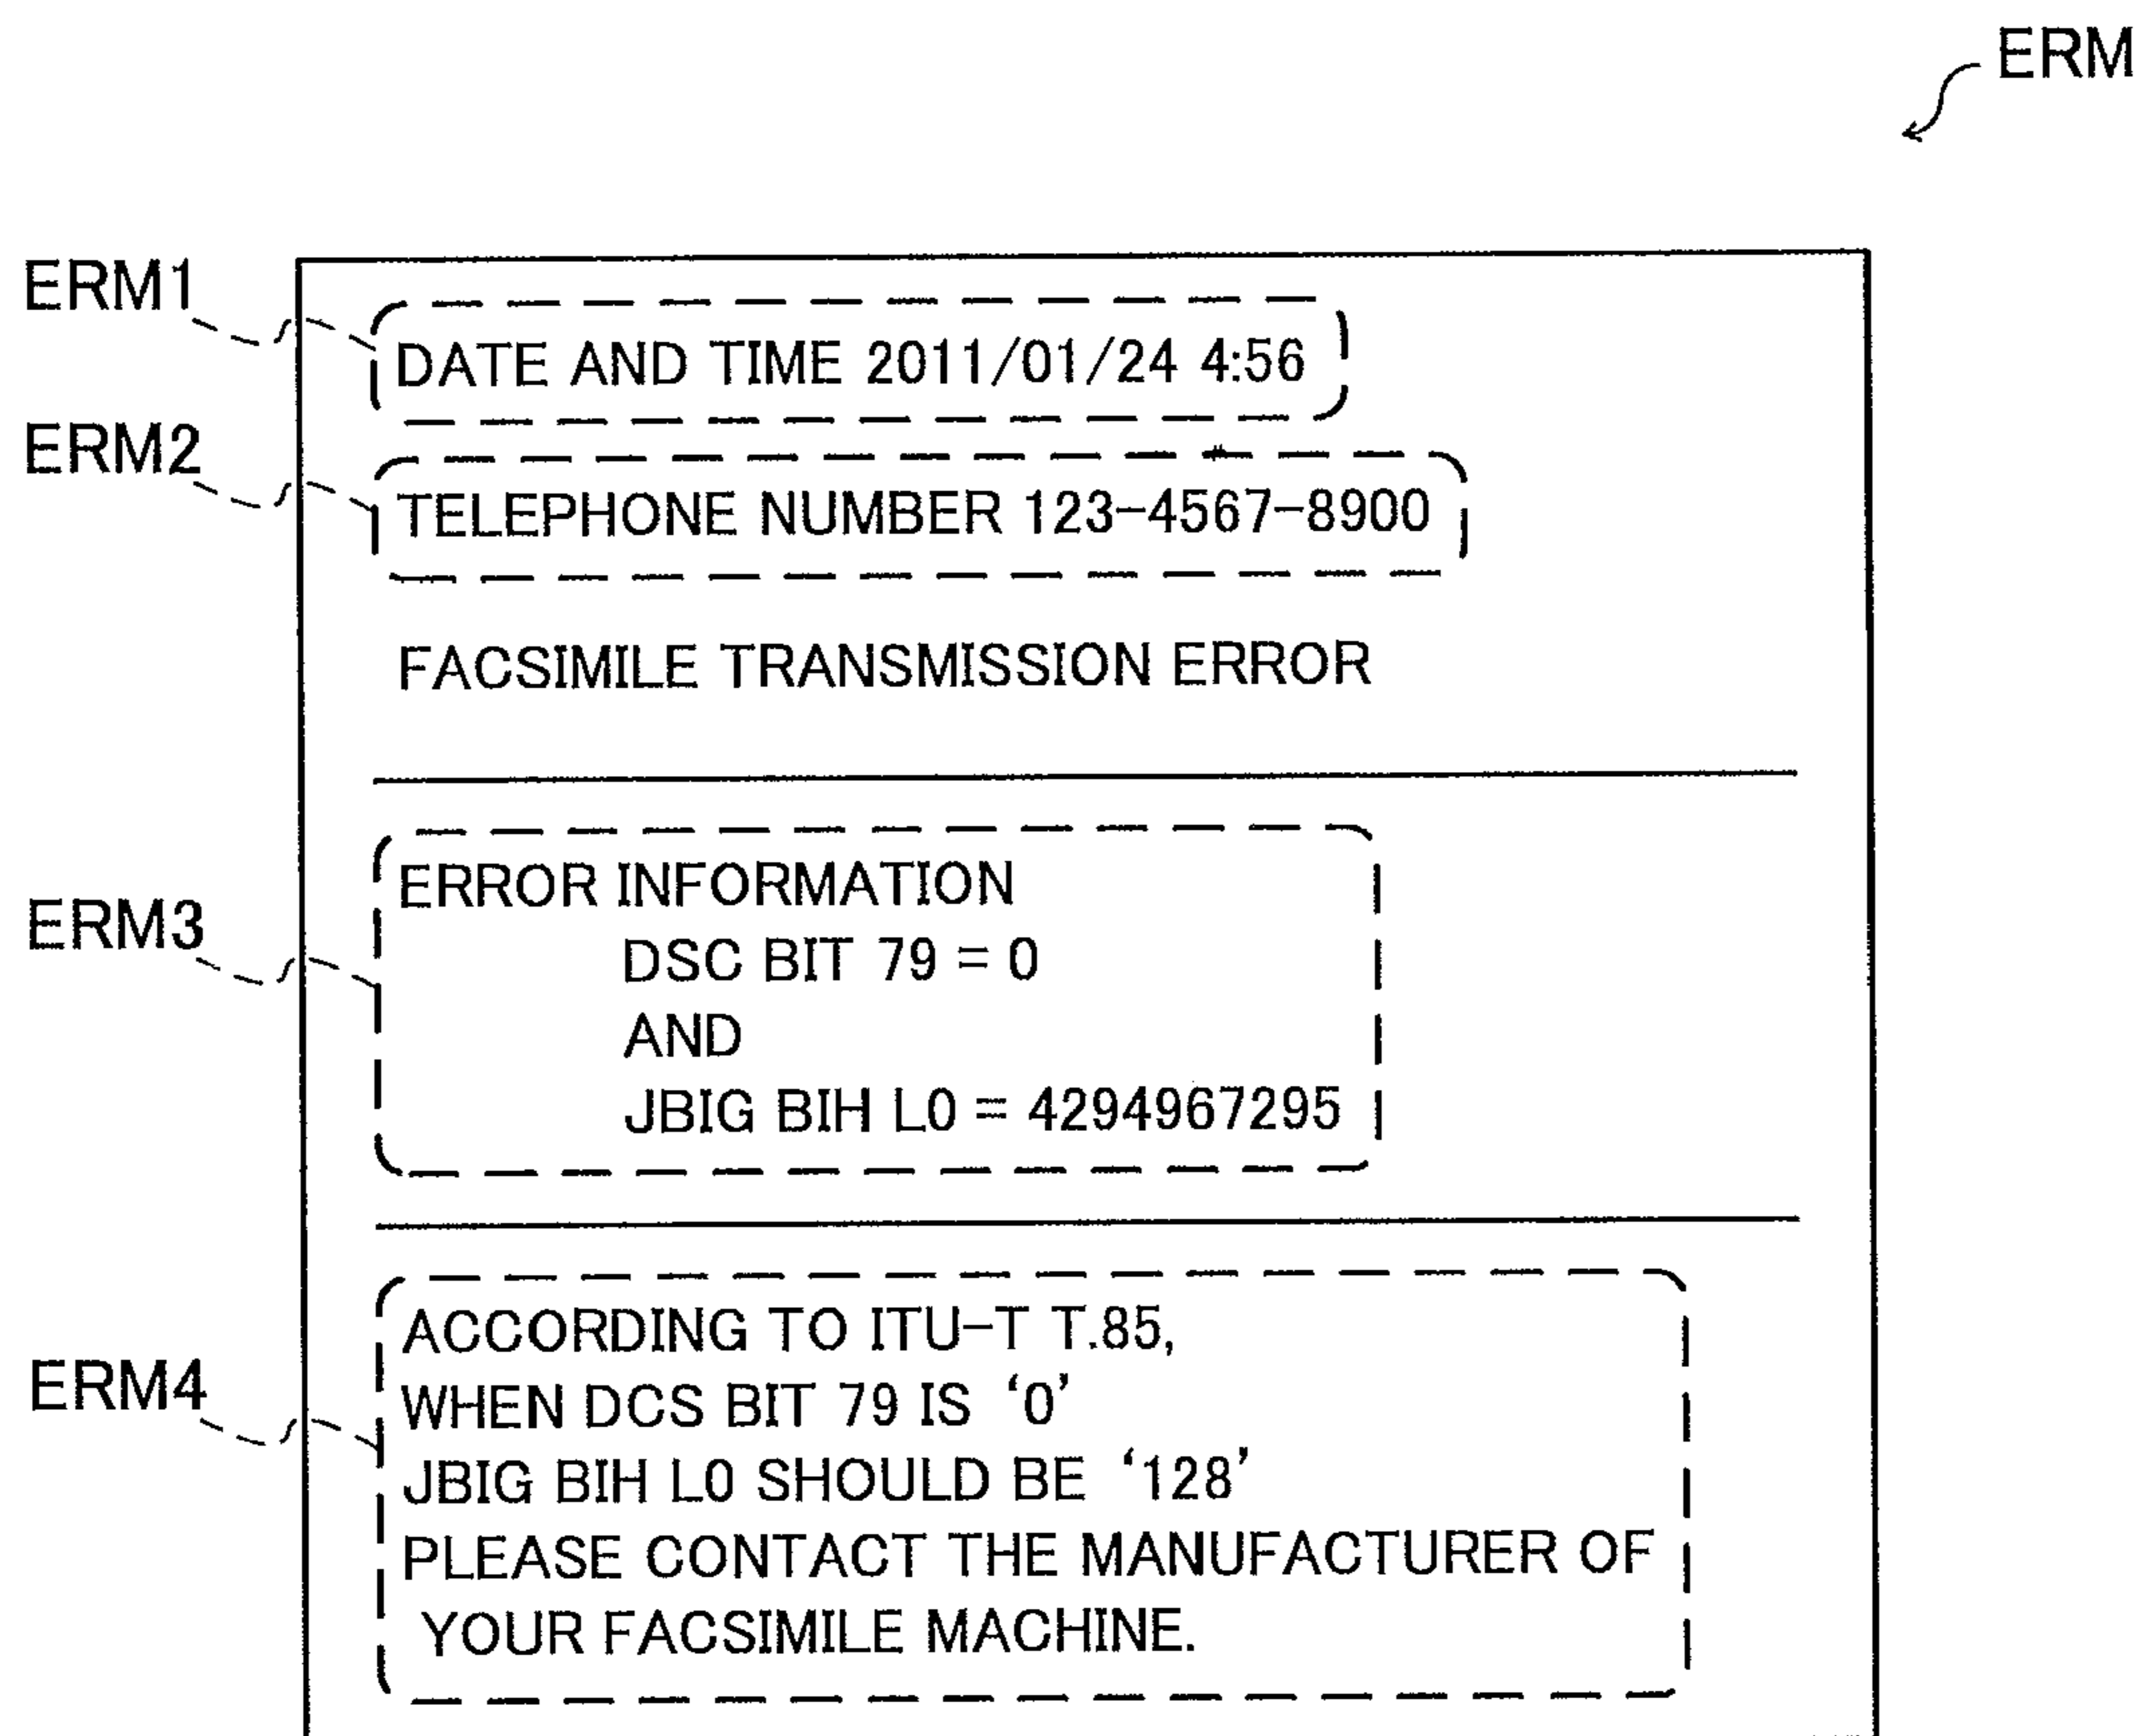 ERM
ERM1
DATE AND TIME 2011/01/24 4:56
ERM2
TELEPHONE NUMBER 123-4567-8900
FACSIMILE TRANSMISSION ERROR
ERROR INFORMATION
ERM3
DSC BIT 79 = 0
AND
JBIG BIH L0 = 4294967295
ACCORDING TO ITU-T T.85,
ERM4
WHEN DCS BIT 79 IS ‘0’
JBIG BIH L0 SHOULD BE ‘128’
PLEASE CONTACT THE MANUFACTURER OF
YOUR FACSIMILE MACHINE.